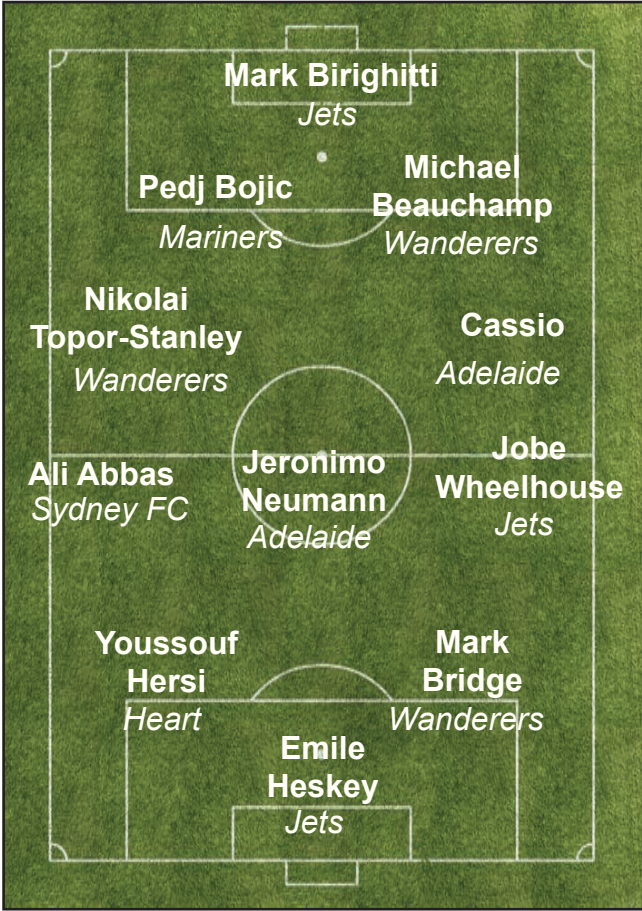 Mark Birighitti
Jets
Pedj Bojic
Mariners
Michael
Beauchamp
Wanderers
Nikolai
Topor-Stanley
Wanderers
Cassio
Adelaide
Ali Abbas
Sydney FC
Jeronimo
Neumann
Adelaide
Jobe
Wheelhouse
Jets
Youssouf
Hersi
Heart
Mark
Bridge
Wanderers
Emile
Heskey
Jets